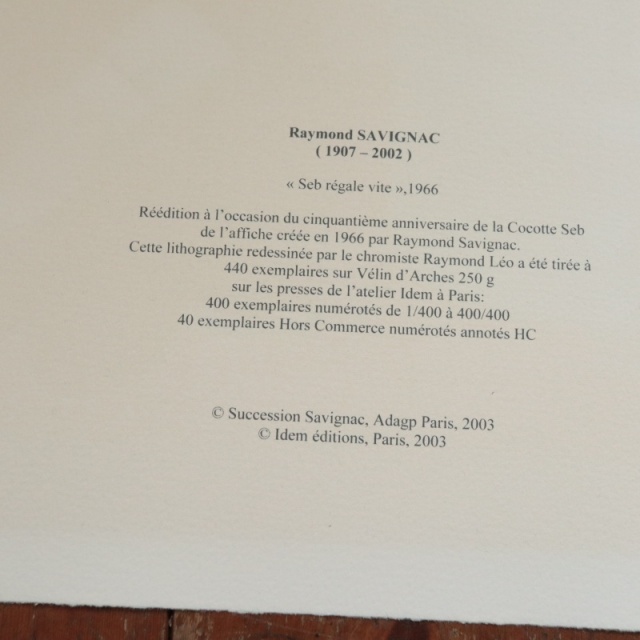 Raymond SAVIGNAC
( 1907 – 2002 )
« Seb régale vite »,1966
Réédition à l'occasion du cinquantième anniversaire de la Cocotte Seb
de l'affiche créée en 1966 par Raymond Savignac.
Cette lithographie redessinée par le chromiste Raymond Léo a été tirée à
440 exemplaires sur Vélin d'Arches 250 g
sur les presses de l'atelier Idem à Paris:
400 exemplaires numérotés de 1/400 à 400/400
40 exemplaires Hors Commerce numérotés annotés HC
© Succession Savignac, Adagp Paris, 2003
© Idem éditions, Paris, 2003